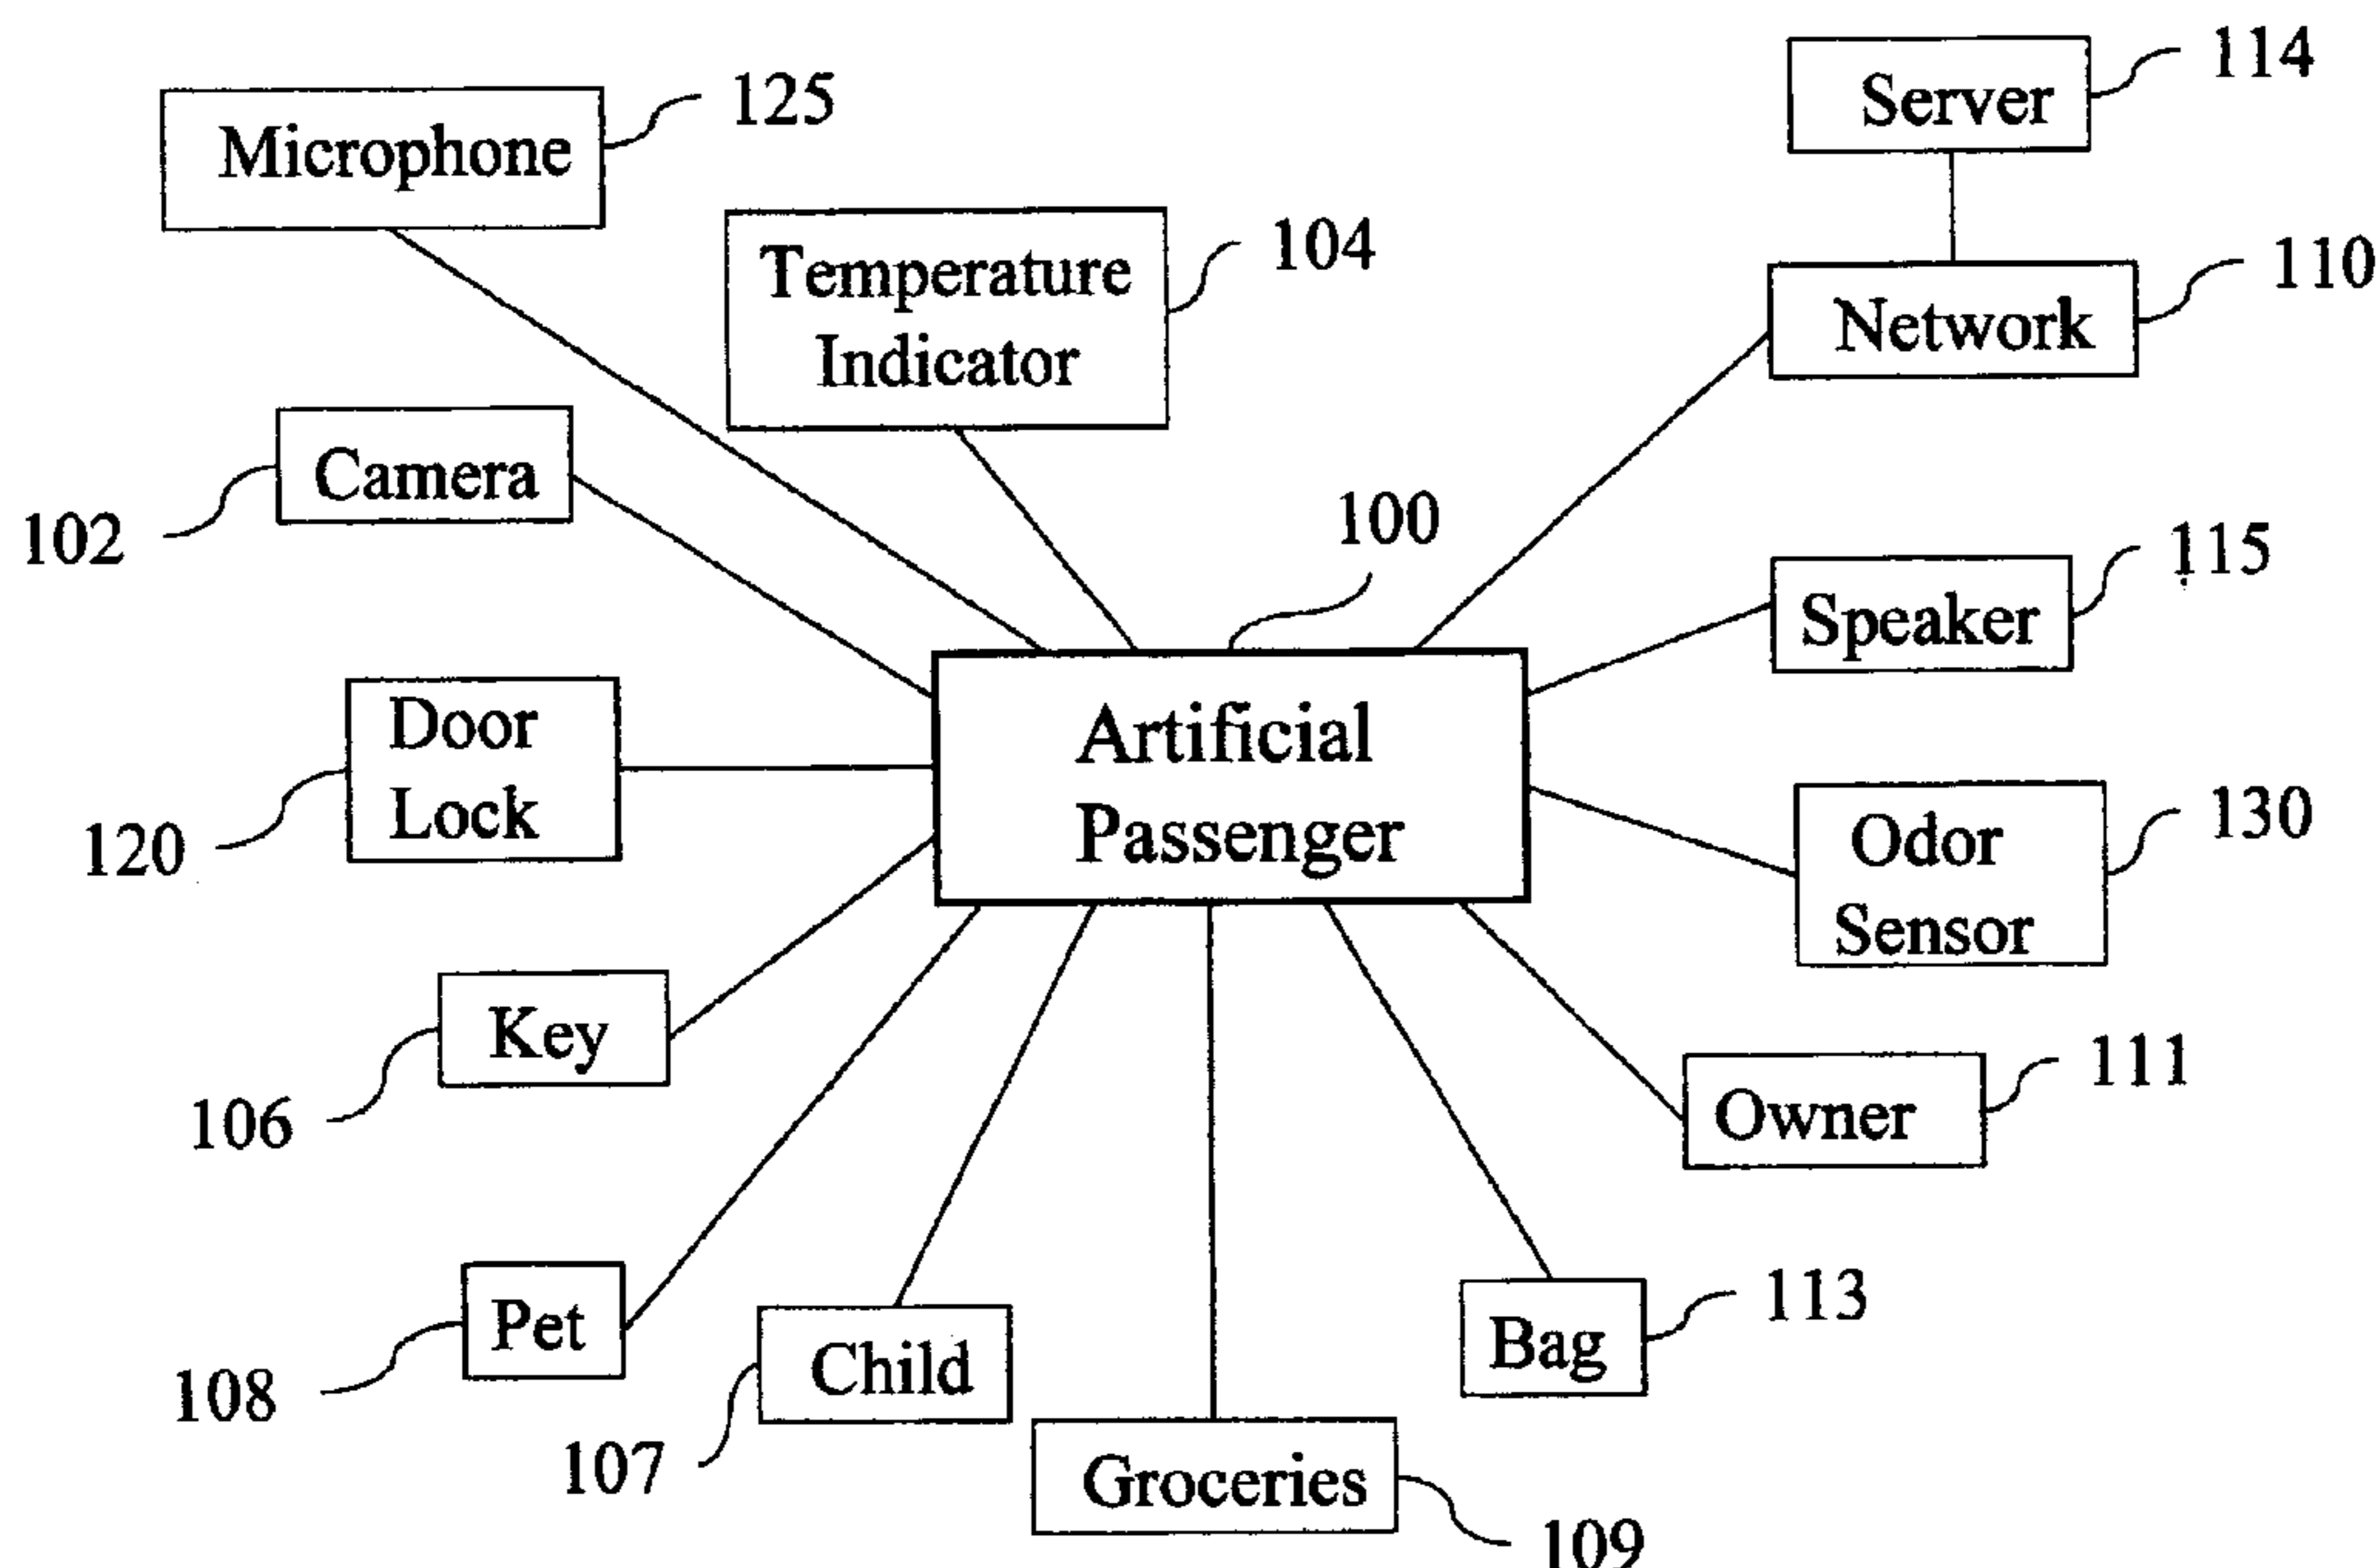 114
Server
125
Microphone
104
Temperature
Indicator
110
Network
Camera
102
100
115
Speaker
Door
Lock
120
Artificial
Passenger
130
Odor
Sensor
Key
106
111
Owner
Pet
108
Child
107
Bag
113
Groceries
109